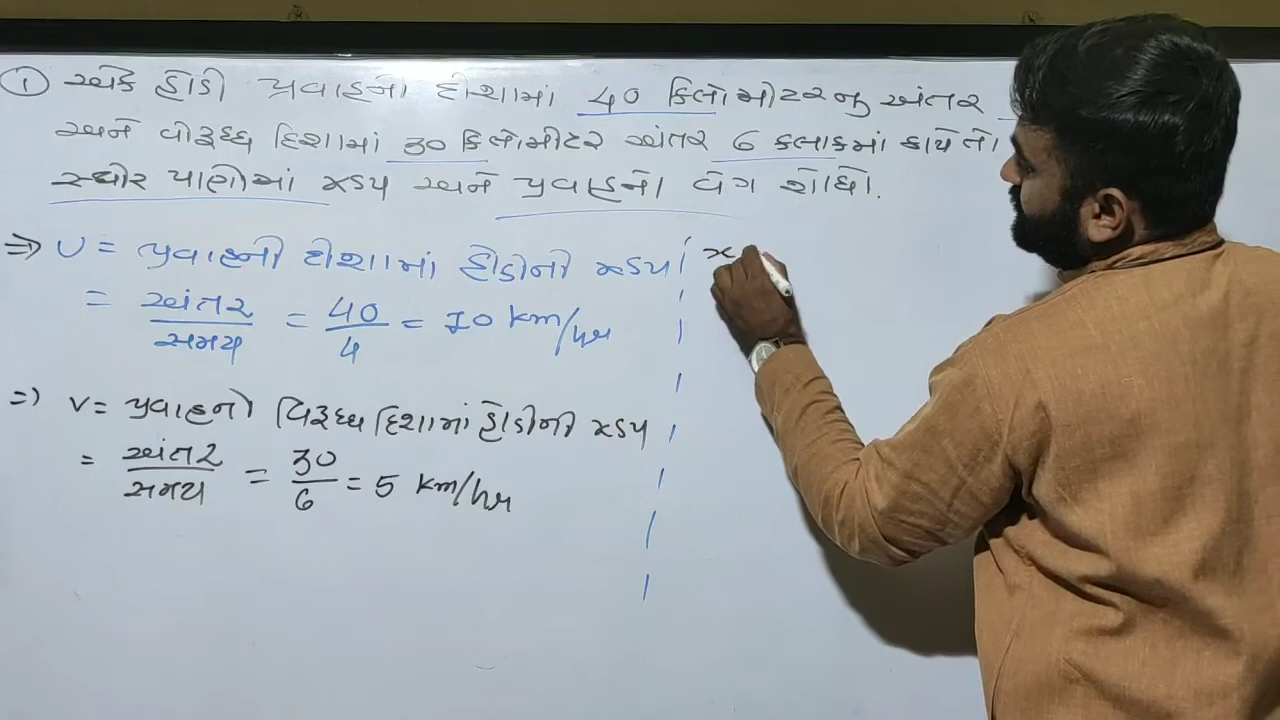 ① એક હોડી પ્રવાહની દીશામાં 40 કિલોમીટરનુ અંતર
અને વીરૂધ્ધ દિશામાં 30 કિલોમીટર અંતર 6 કલાકમાં કાપે તો
સ્થીર પાણીમાં ઝડપ અને પ્રવાહનો વેગ શોધો.
⇒ U = પ્રવાહની દીશામાં હોડીની ઝડપ
= અંતર/સમય = 40/4 = 10 km/hr
⇒ V = પ્રવાહની વિરૂધ્ધ દિશામાં હોડીની ઝડપ
= અંતર/સમય = 30/6 = 5 km/hr